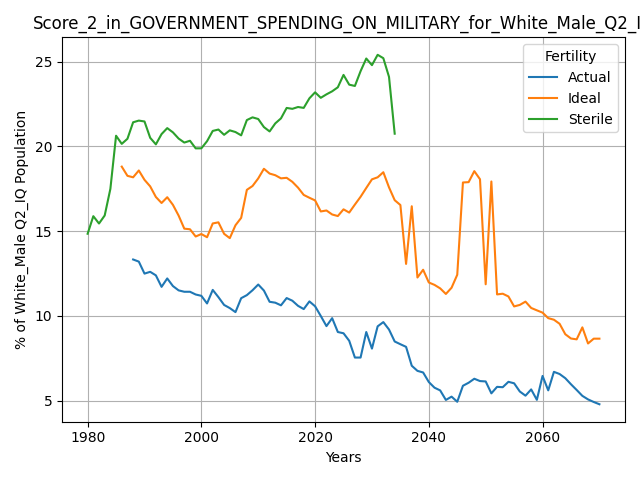 Score_2_in_GOVERNMENT_SPENDING_ON_MILITARY_for_White_Male_Q2_I
% of White_Male Q2_IQ Population
25
20
15
10
5
Fertility
Actual
Ideal
Sterile
1980
2000
2020
2040
2060
Years